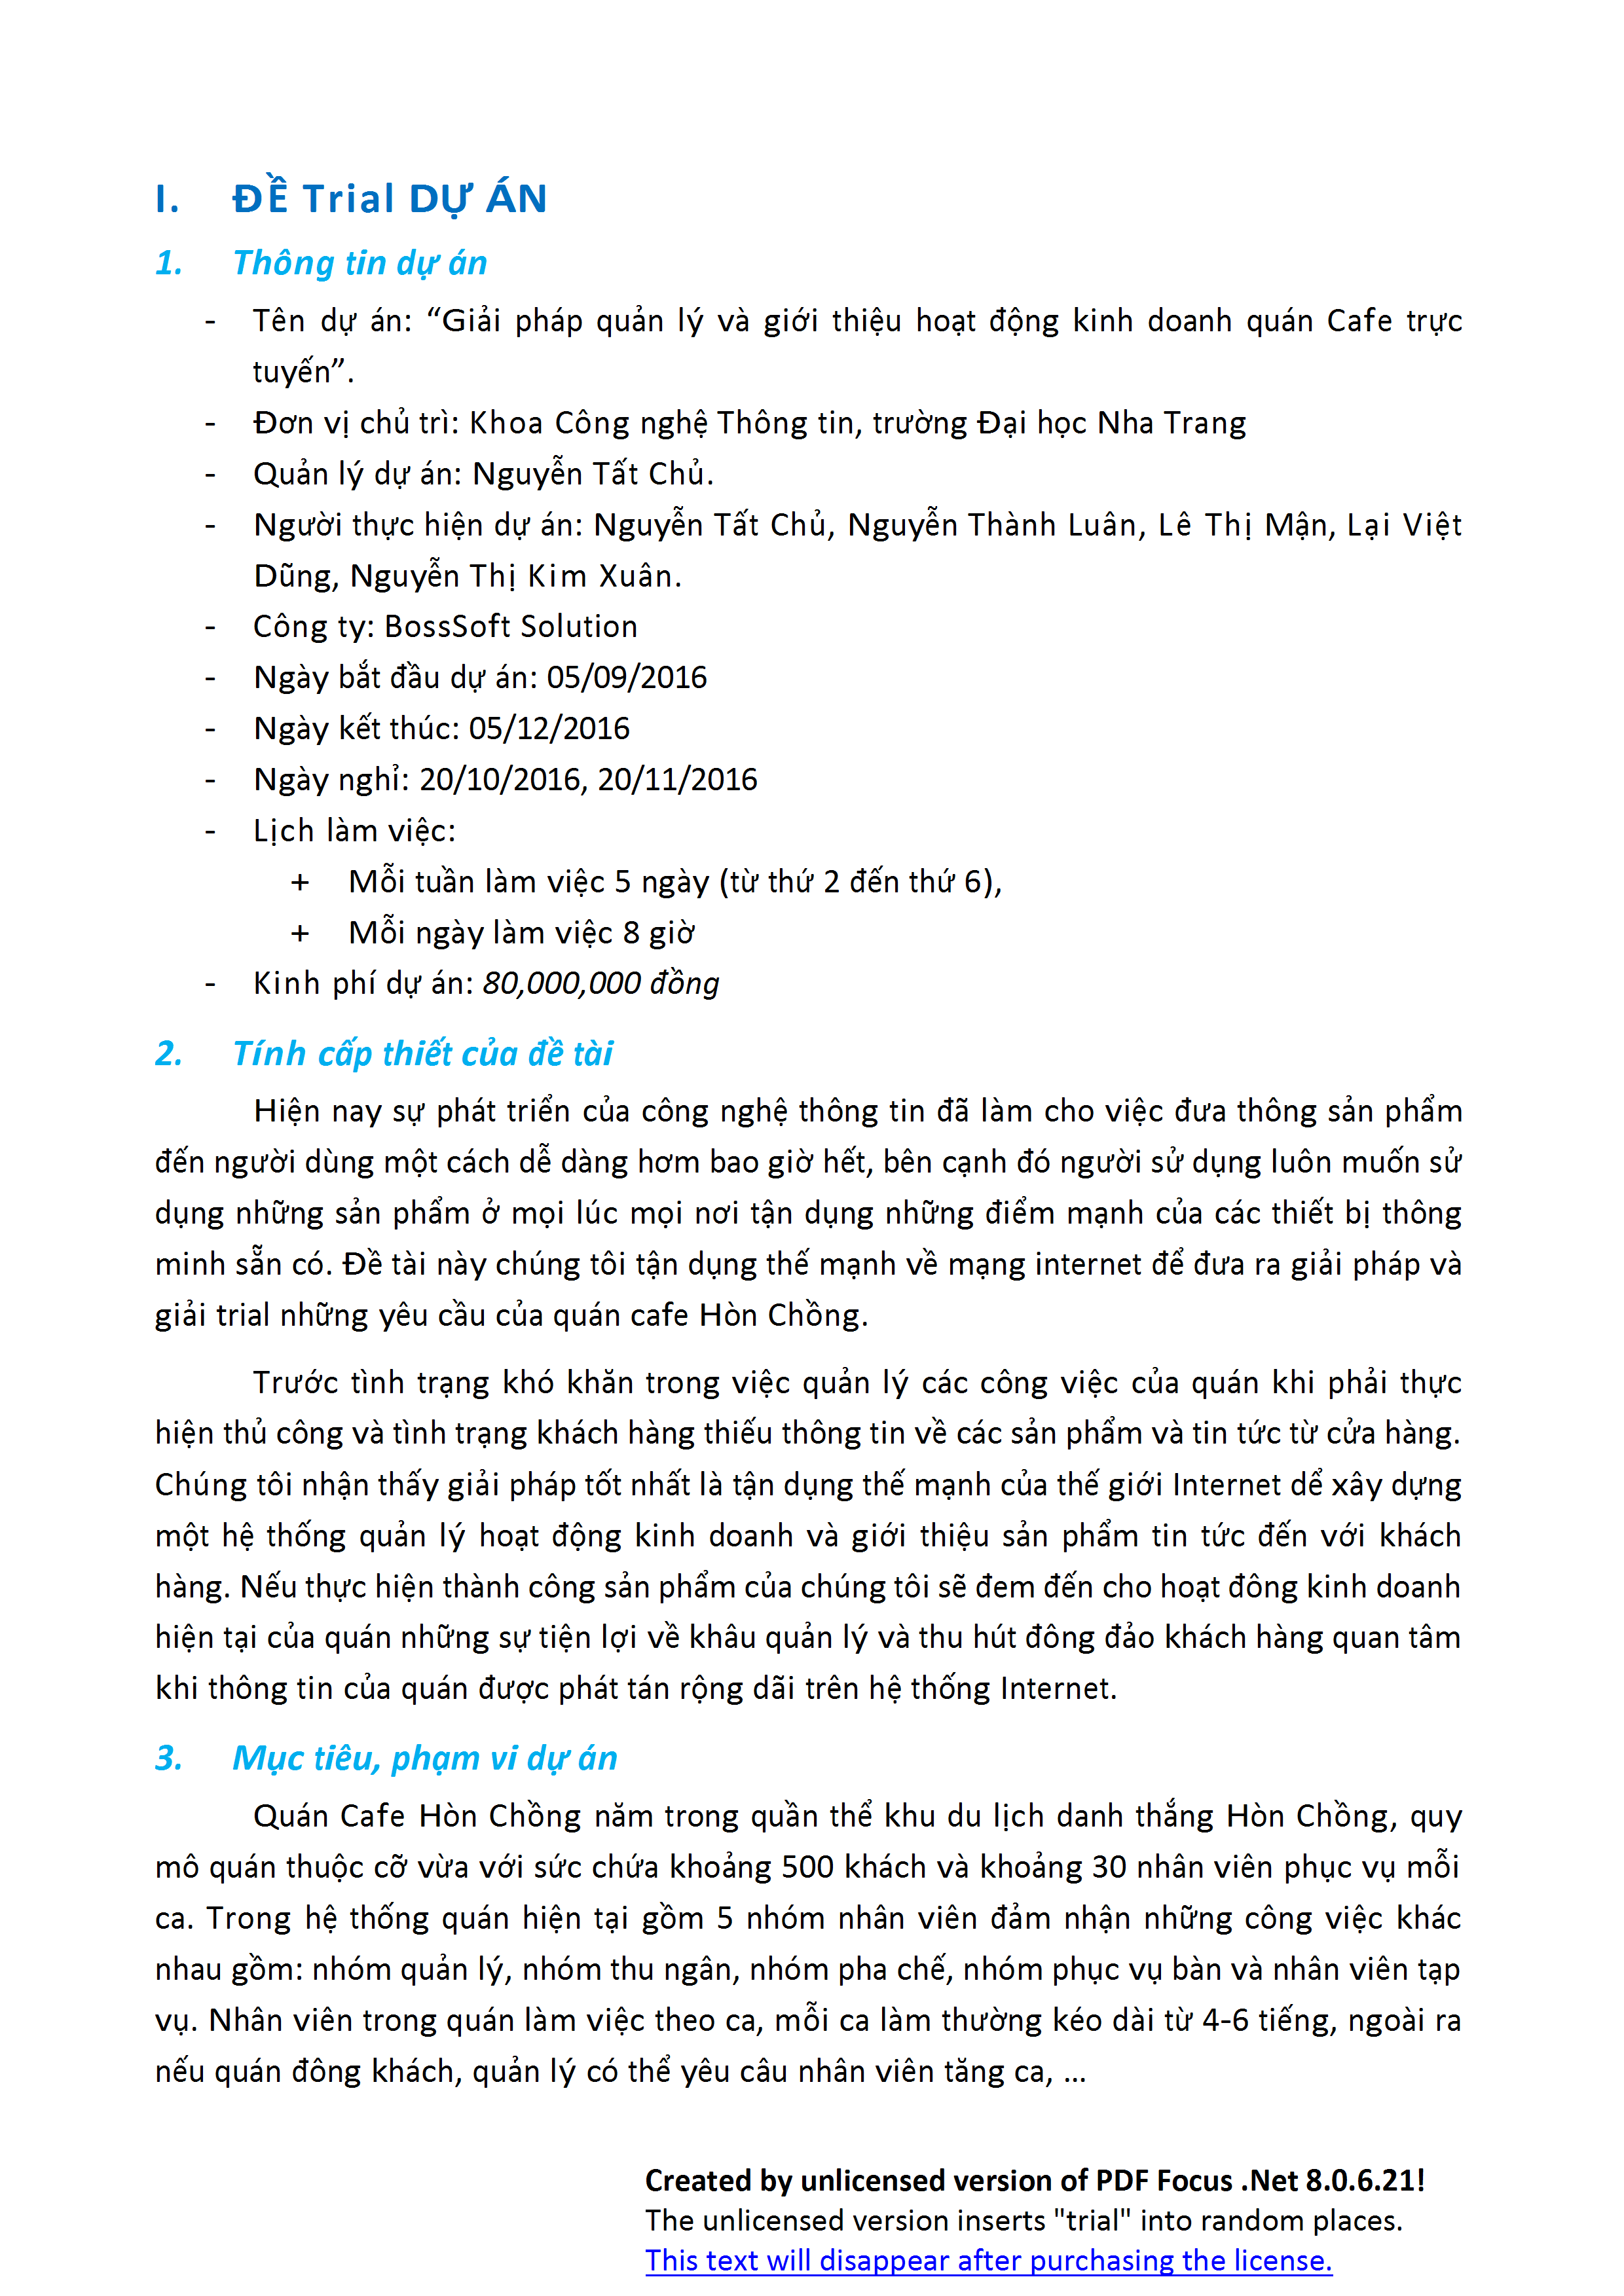 I. ĐỀ Trial DỰ ÁN
1. Thông tin dự án
- Tên dự án: “Giải pháp quản lý và giới thiệu hoạt động kinh doanh quán Cafe trực
tuyến”.
- Đơn vị chủ trì: Khoa Công nghệ Thông tin, trường Đại học Nha Trang
- Quản lý dự án: Nguyễn Tất Chủ.
- Người thực hiện dự án: Nguyễn Tất Chủ, Nguyễn Thành Luân, Lê Thị Mận, Lại Việt
Dũng, Nguyễn Thị Kim Xuân.
- Công ty: BossSoft Solution
- Ngày bắt đầu dự án: 05/09/2016
- Ngày kết thúc: 05/12/2016
- Ngày nghỉ: 20/10/2016, 20/11/2016
- Lịch làm việc:
+ Mỗi tuần làm việc 5 ngày (từ thứ 2 đến thứ 6),
+ Mỗi ngày làm việc 8 giờ
- Kinh phí dự án: 80,000,000 đồng
2. Tính cấp thiết của đề tài
Hiện nay sự phát triển của công nghệ thông tin đã làm cho việc đưa thông sản phẩm
đến người dùng một cách dễ dàng hơm bao giờ hết, bên cạnh đó người sử dụng luôn muốn sử
dụng những sản phẩm ở mọi lúc mọi nơi tận dụng những điểm mạnh của các thiết bị thông
minh sẵn có. Đề tài này chúng tôi tận dụng thế mạnh về mạng internet để đưa ra giải pháp và
giải trial những yêu cầu của quán cafe Hòn Chồng.
Trước tình trạng khó khăn trong việc quản lý các công việc của quán khi phải thực
hiện thủ công và tình trạng khách hàng thiếu thông tin về các sản phẩm và tin tức từ cửa hàng.
Chúng tôi nhận thấy giải pháp tốt nhất là tận dụng thế mạnh của thế giới Internet dể xây dựng
một hệ thống quản lý hoạt động kinh doanh và giới thiệu sản phẩm tin tức đến với khách
hàng. Nếu thực hiện thành công sản phẩm của chúng tôi sẽ đem đến cho hoạt đông kinh doanh
hiện tại của quán những sự tiện lợi về khâu quản lý và thu hút đông đảo khách hàng quan tâm
khi thông tin của quán được phát tán rộng dãi trên hệ thống Internet.
3. Mục tiêu, phạm vi dự án
Quán Cafe Hòn Chồng năm trong quần thể khu du lịch danh thắng Hòn Chồng, quy
mô quán thuộc cỡ vừa với sức chứa khoảng 500 khách và khoảng 30 nhân viên phục vụ mỗi
ca. Trong hệ thống quán hiện tại gồm 5 nhóm nhân viên đảm nhận những công việc khác
nhau gồm: nhóm quản lý, nhóm thu ngân, nhóm pha chế, nhóm phục vụ bàn và nhân viên tạp
vụ. Nhân viên trong quán làm việc theo ca, mỗi ca làm thường kéo dài từ 4-6 tiếng, ngoài ra
nếu quán đông khách, quản lý có thể yêu câu nhân viên tăng ca, ...
Created by unlicensed version of PDF Focus .Net 8.0.6.21!
The unlicensed version inserts "trial" into random places.
This text will disappear after purchasing the license.